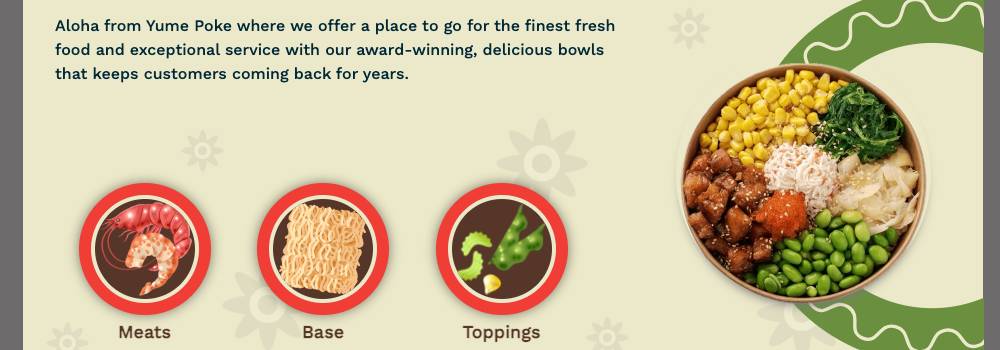 Aloha from Yume Poke where we offer a place to go for the finest fresh
food and exceptional service with our award-winning, delicious bowls
that keeps customers coming back for years.
Meats
Base
Toppings